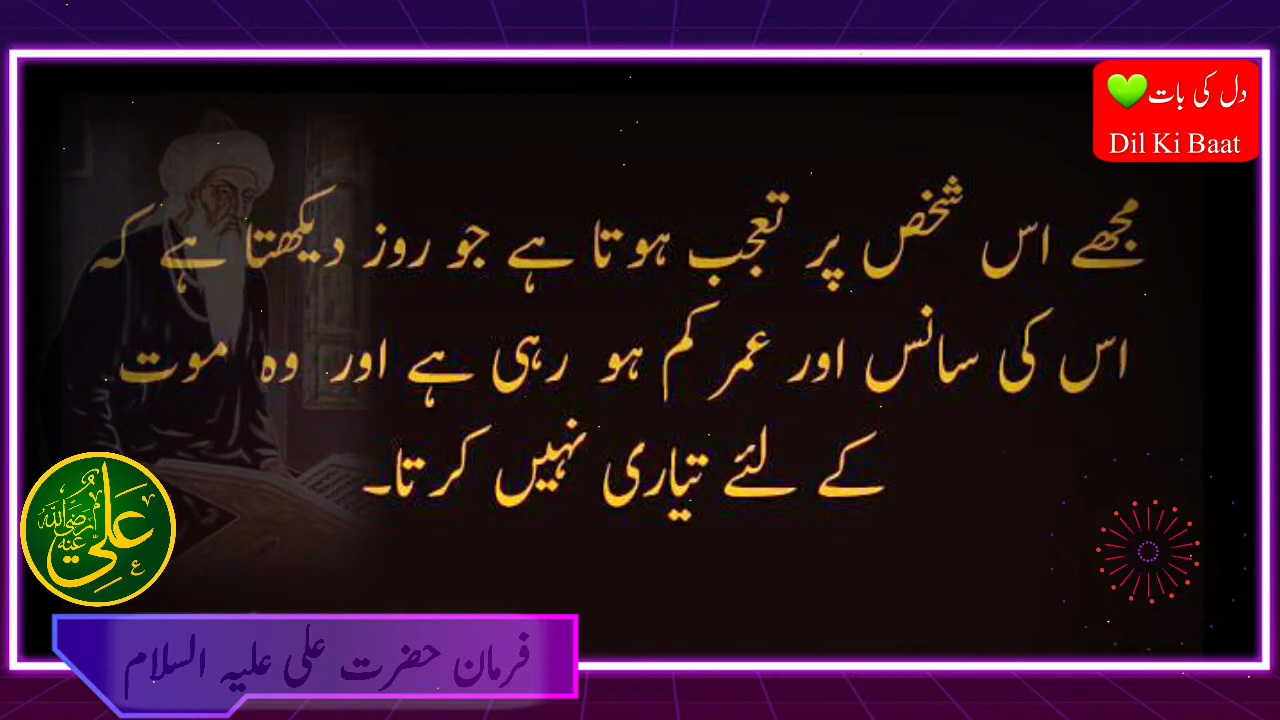 دل کی بات💚
Dil Ki Baat
مجھے اس شخص پر تعجب ہوتا ہے جو روز دیکھتا ہے کہ
اس کی سانس اور عمر کم ہو رہی ہے اور وہ موت
کے لئے تیاری نہیں کرتا۔
علی رضی اللہ عنہ
فرمان حضرت علی علیہ السلام